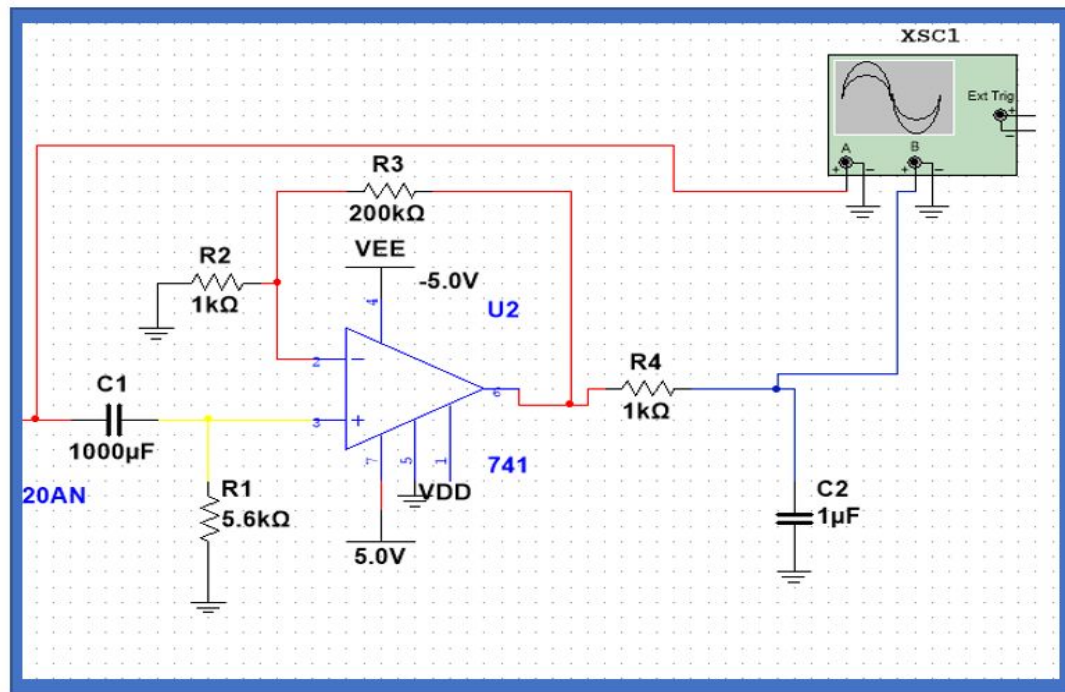 XSC1
Ext Trig
+
−
A
B
+
−
+
−
R3
200kΩ
VEE
-5.0V
R2
1kΩ
4
U2
2
−
R4
1kΩ
6
C1
1000µF
3
+
7
5
1
741
VDD
20AN
R1
5.6kΩ
5.0V
C2
1µF